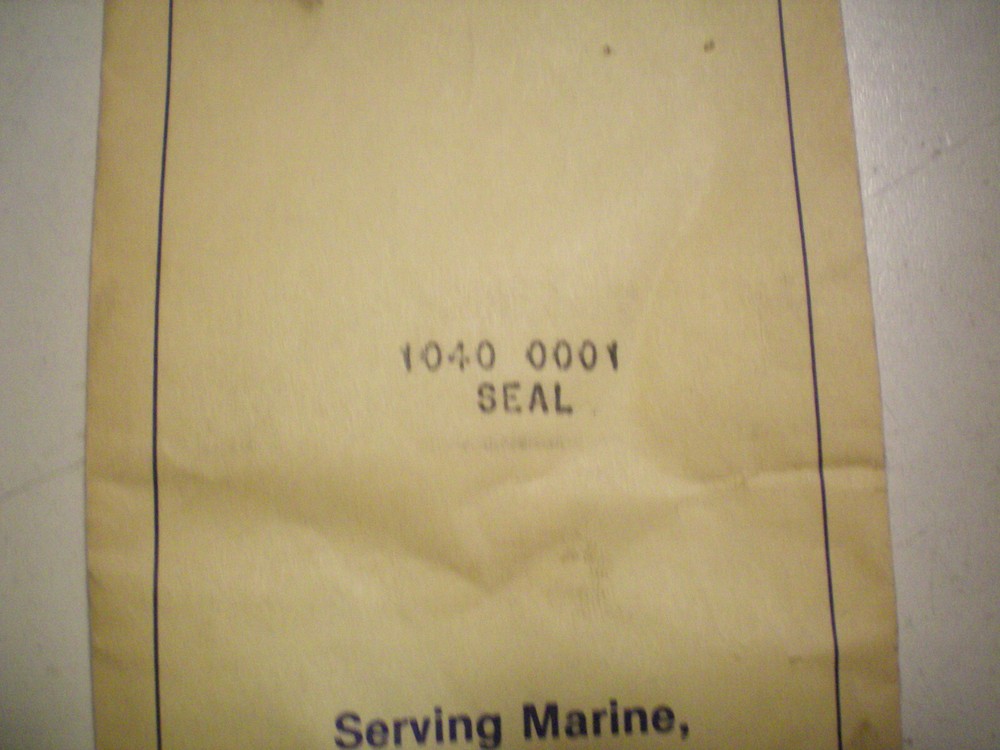 1040 0001
SEAL
Serving Marine,